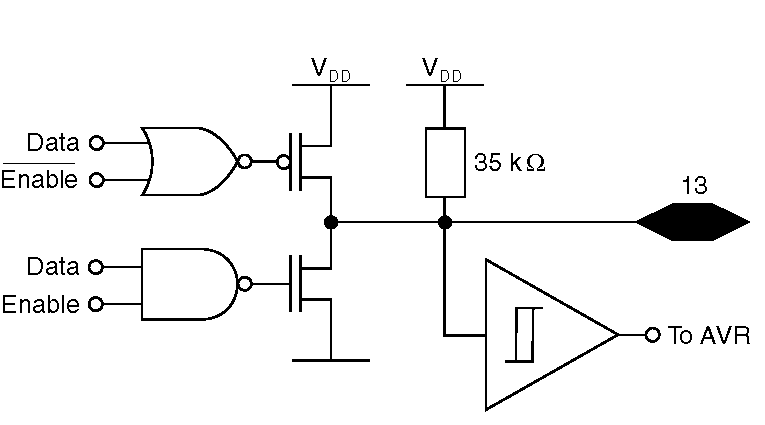 VDD
VDD
Data
Enable
35 kΩ
13
Data
Enable
To AVR